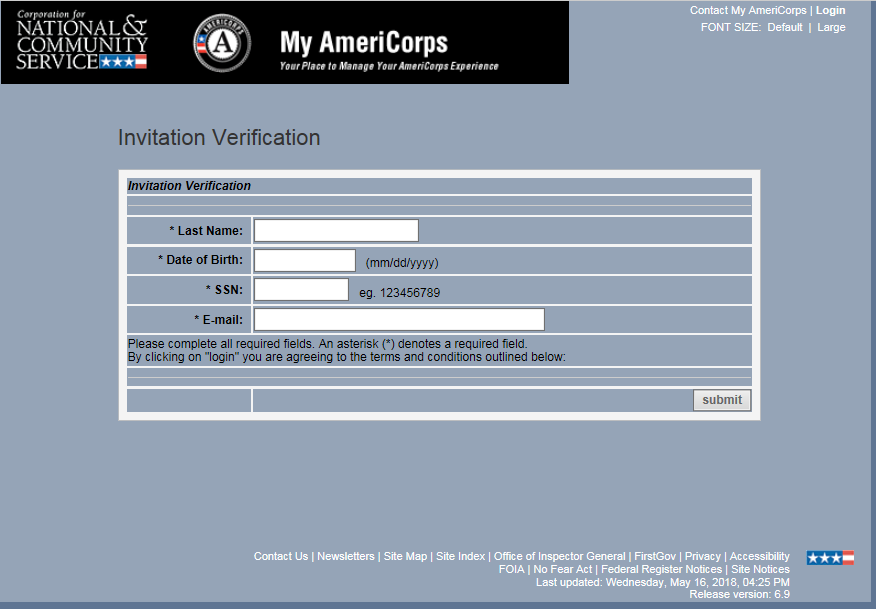 Corporation for
NATIONAL &
COMMUNITY
SERVICE
AMERICORPS
A
My AmeriCorps
Your Place to Manage Your AmeriCorps Experience
Contact My AmeriCorps | Login
FONT SIZE: Default | Large
Invitation Verification
Invitation Verification
* Last Name:
* Date of Birth: (mm/dd/yyyy)
* SSN: eg. 123456789
* E-mail:
Please complete all required fields. An asterisk (*) denotes a required field.
By clicking on "login" you are agreeing to the terms and conditions outlined below:
submit
Contact Us | Newsletters | Site Map | Site Index | Office of Inspector General | FirstGov | Privacy | Accessibility
FOIA | No Fear Act | Federal Register Notices | Site Notices
Last updated: Wednesday, May 16, 2018, 04:25 PM
Release version: 6.9